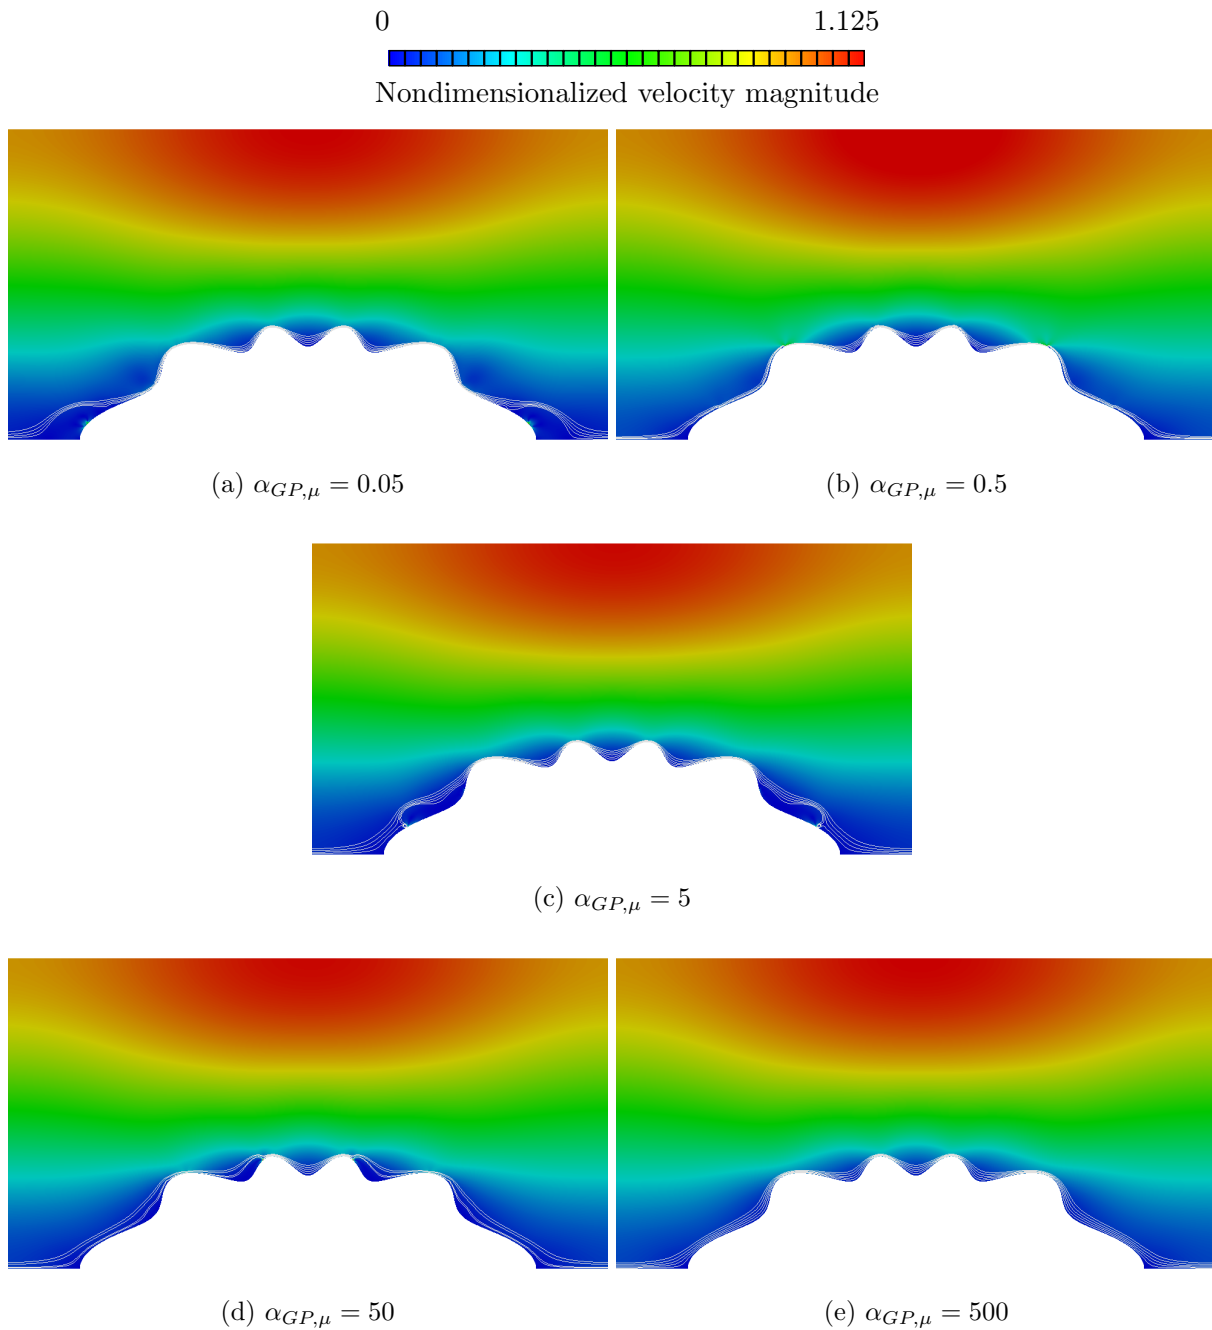 0 1.125
Nondimensionalized velocity magnitude
(a) α_{GP,μ} = 0.05
(b) α_{GP,μ} = 0.5
(c) α_{GP,μ} = 5
(d) α_{GP,μ} = 50
(e) α_{GP,μ} = 500